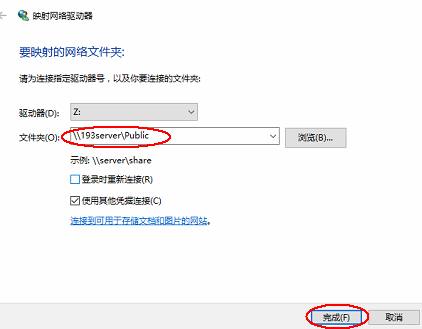 映射网络驱动器
要映射的网络文件夹:
请为连接指定驱动器号，以及你要连接的文件夹:
驱动器(D): Z:
文件夹(O): \\193server\Public 浏览(B)...
示例: \\server\share
登录时重新连接(R)
使用其他凭据连接(C)
连接到可用于存储文档和图片的网站。
完成(F) 取消